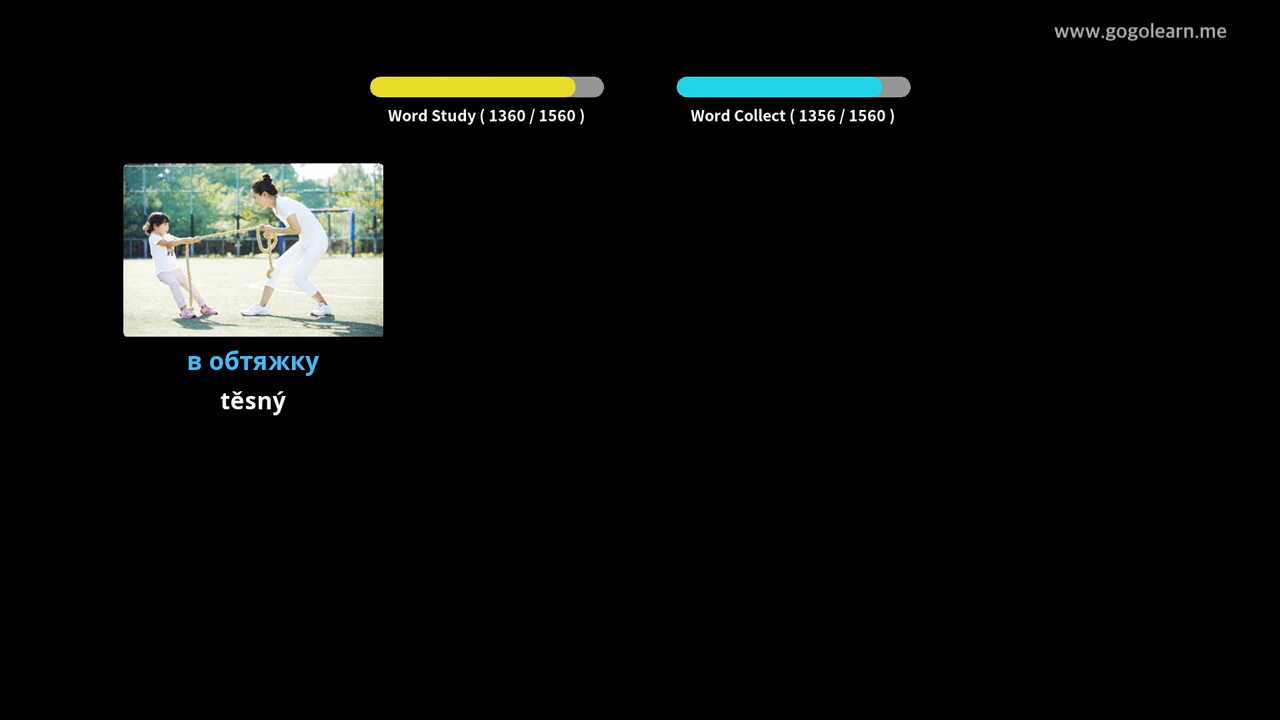 www.gogolearn.me
Word Study ( 1360 / 1560 )
Word Collect ( 1356 / 1560 )
в обтяжку
těsný